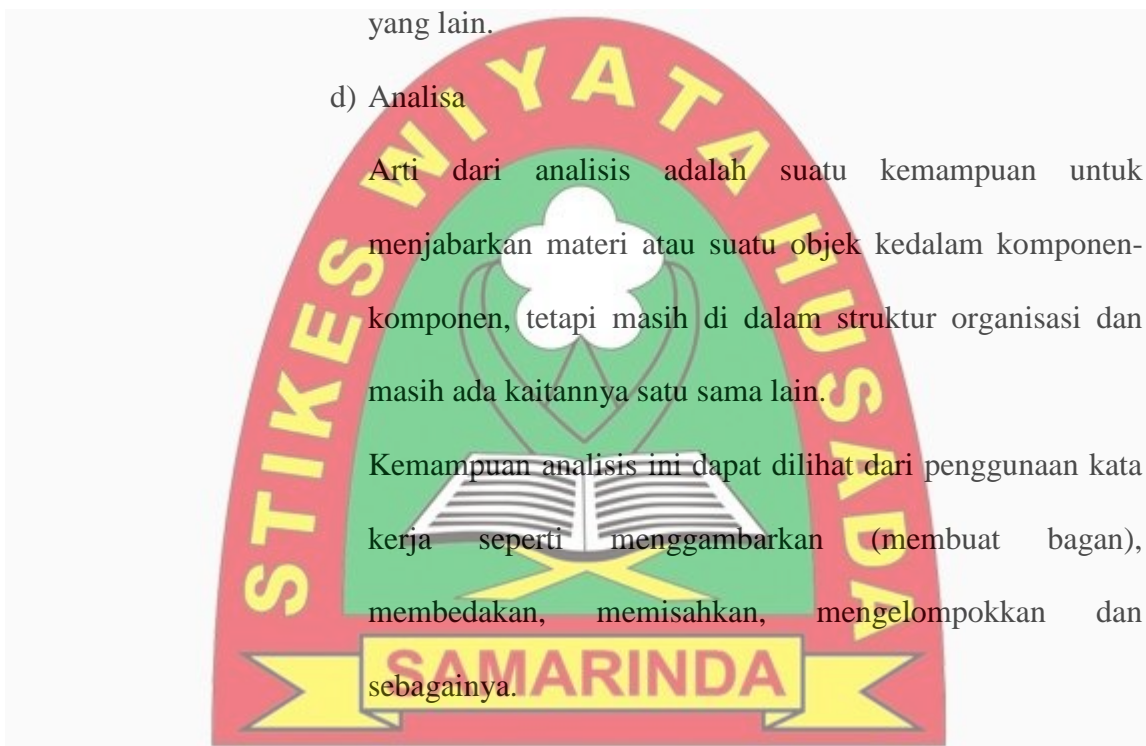 yang lain.
d) Analisa
Arti dari analisis adalah suatu kemampuan untuk
menjabarkan materi atau suatu objek kedalam komponen-
komponen, tetapi masih di dalam struktur organisasi dan
masih ada kaitannya satu sama lain.
Kemampuan analisis ini dapat dilihat dari penggunaan kata
kerja seperti menggambarkan (membuat bagan),
membedakan, memisahkan, mengelompokkan dan
sebagainya.
STIKES WIYATA HUSADA
SAMARINDA